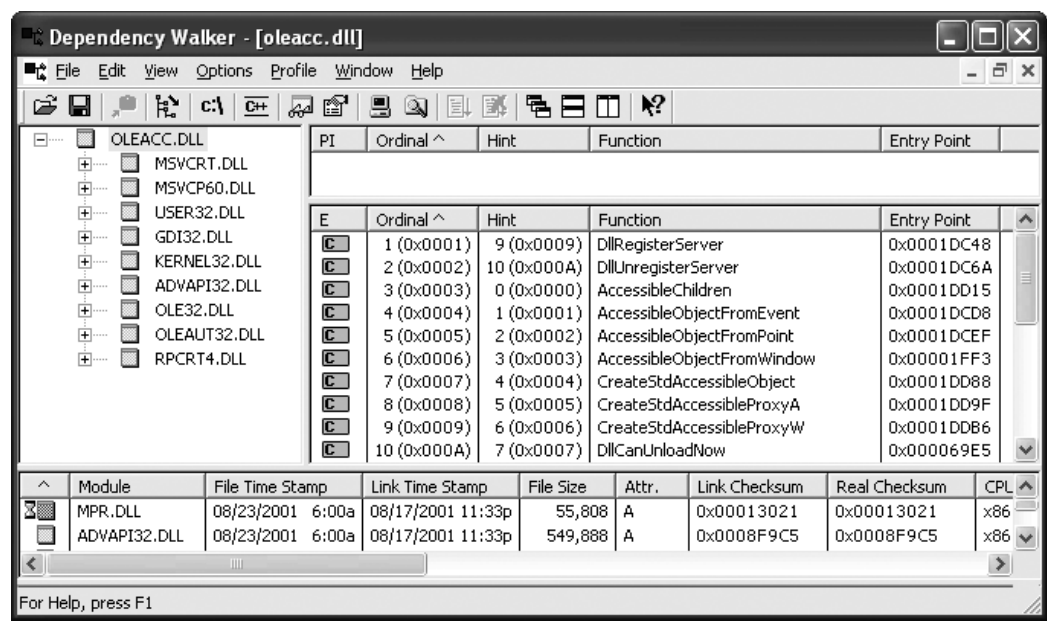 Dependency Walker - [oleacc.dll]
File Edit View Options Profile Window Help
c:\ C++
OLEACC.DLL
MSVCRT.DLL
MSVCP60.DLL
USER32.DLL
GDI32.DLL
KERNEL32.DLL
ADVAPI32.DLL
OLE32.DLL
OLEAUT32.DLL
RPCRT4.DLL
PI Ordinal ^ Hint Function Entry Point
E Ordinal ^ Hint Function Entry Point
C 1 (0x0001) 9 (0x0009) DllRegisterServer 0x0001DC48
C 2 (0x0002) 10 (0x000A) DllUnregisterServer 0x0001DC6A
C 3 (0x0003) 0 (0x0000) AccessibleChildren 0x0001DD15
C 4 (0x0004) 1 (0x0001) AccessibleObjectFromEvent 0x0001DCD8
C 5 (0x0005) 2 (0x0002) AccessibleObjectFromPoint 0x0001DCEF
C 6 (0x0006) 3 (0x0003) AccessibleObjectFromWindow 0x00001FF3
C 7 (0x0007) 4 (0x0004) CreateStdAccessibleObject 0x0001DD88
C 8 (0x0008) 5 (0x0005) CreateStdAccessibleProxyA 0x0001DD9F
C 9 (0x0009) 6 (0x0006) CreateStdAccessibleProxyW 0x0001DDB6
C 10 (0x000A) 7 (0x0007) DllCanUnloadNow 0x000069E5
^ Module File Time Stamp Link Time Stamp File Size Attr. Link Checksum Real Checksum CPU
MPR.DLL 08/23/2001 6:00a 08/17/2001 11:33p 55,808 A 0x00013021 0x00013021 x86
ADVAPI32.DLL 08/23/2001 6:00a 08/17/2001 11:33p 549,888 A 0x0008F9C5 0x0008F9C5 x86
For Help, press F1